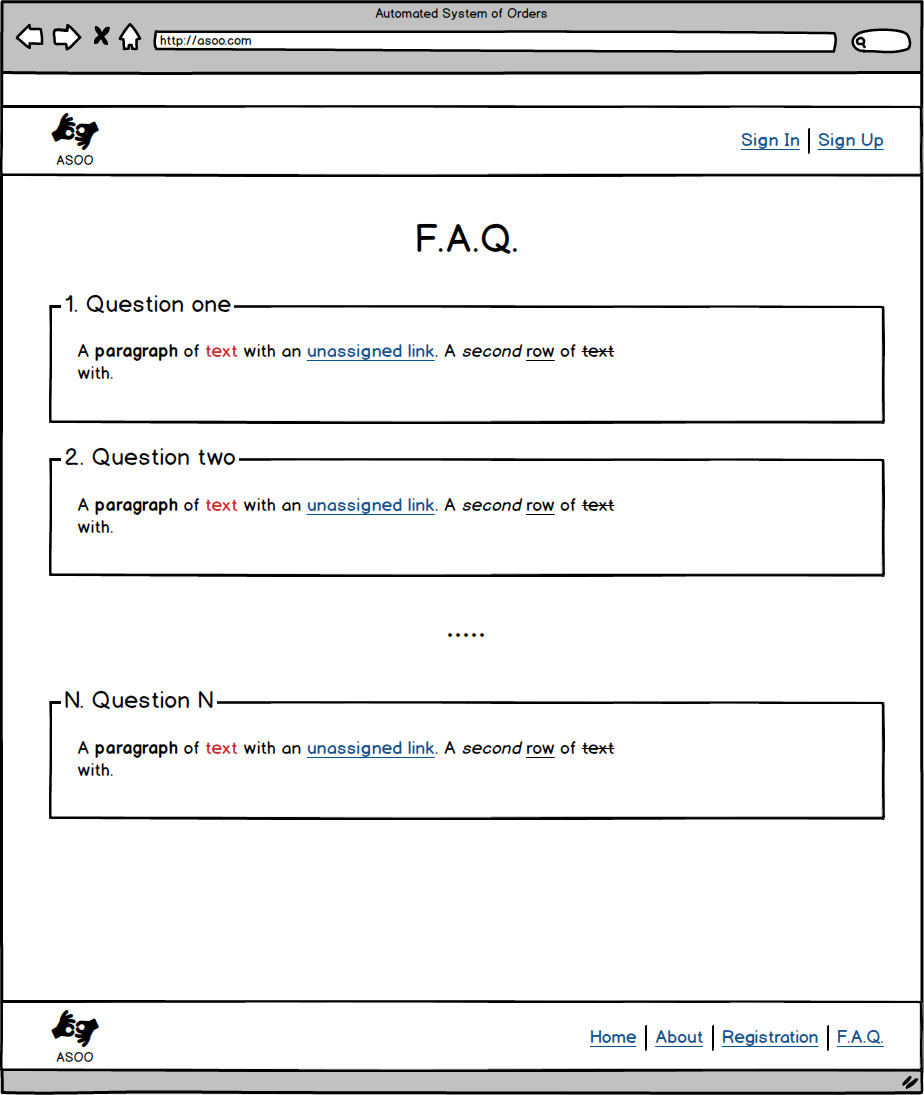 Automated System of Orders
http://asoo.com
ASOO
Sign In
Sign Up
F.A.Q.
1. Question one
A paragraph of text with an unassigned link. A second row of text
with.
2. Question two
A paragraph of text with an unassigned link. A second row of text
with.
.....
N. Question N
A paragraph of text with an unassigned link. A second row of text
with.
ASOO
Home
About
Registration
F.A.Q.